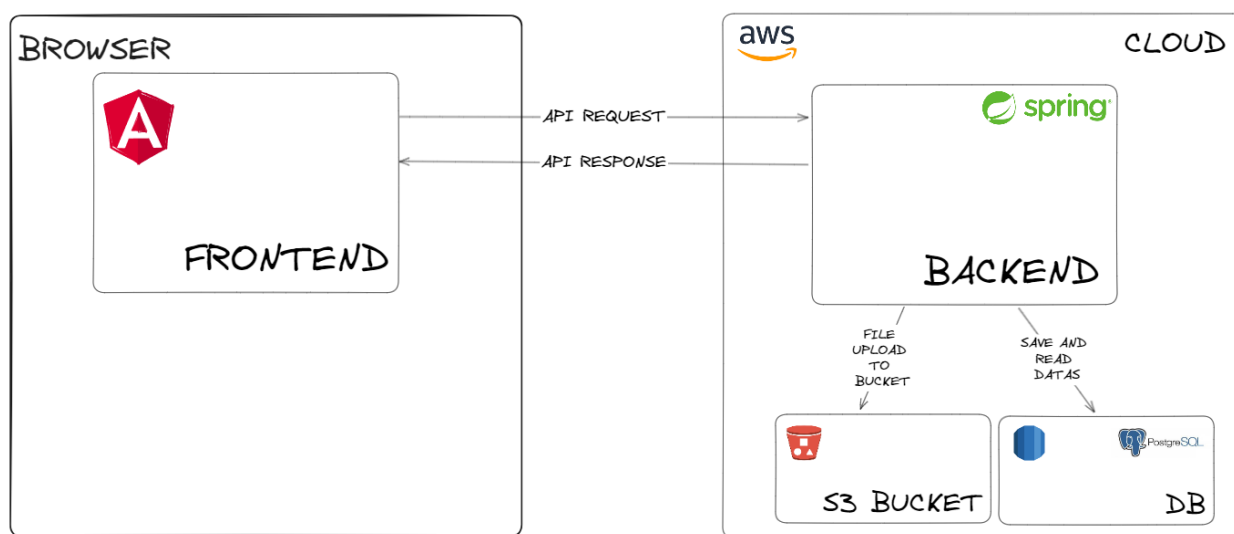 BROWSER
A
FRONTEND
API REQUEST
API RESPONSE
aws
CLOUD
spring
BACKEND
FILE
UPLOAD
TO
BUCKET
SAVE AND
READ
DATAS
S3 BUCKET
PostgreSQL
DB